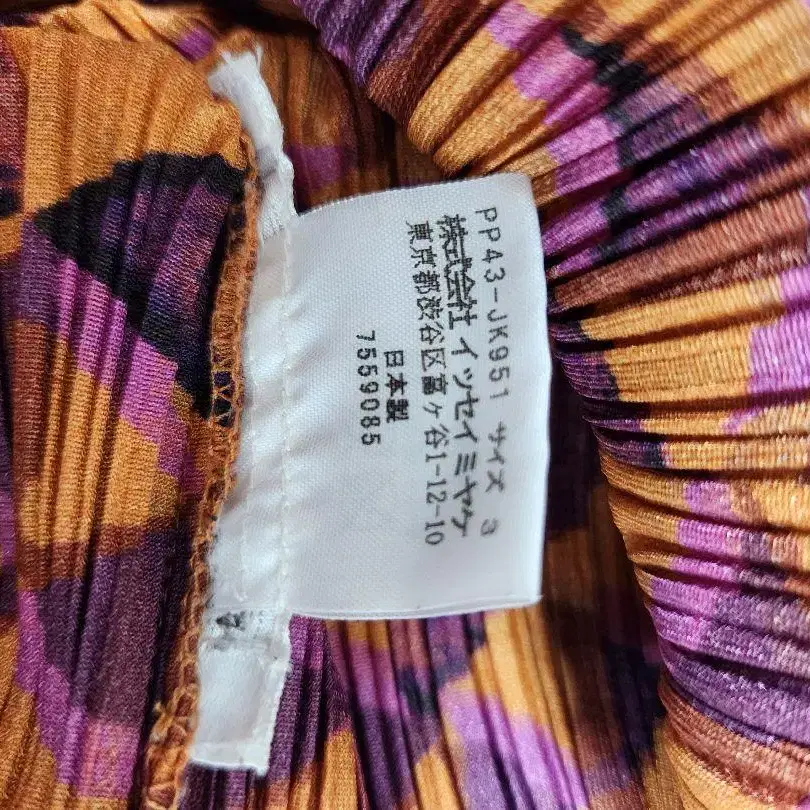 PP43-JK951 サイズ 3
株式会社 イッセイミヤケ
東京都渋谷区富ヶ谷1-12-10
日本製
7559085